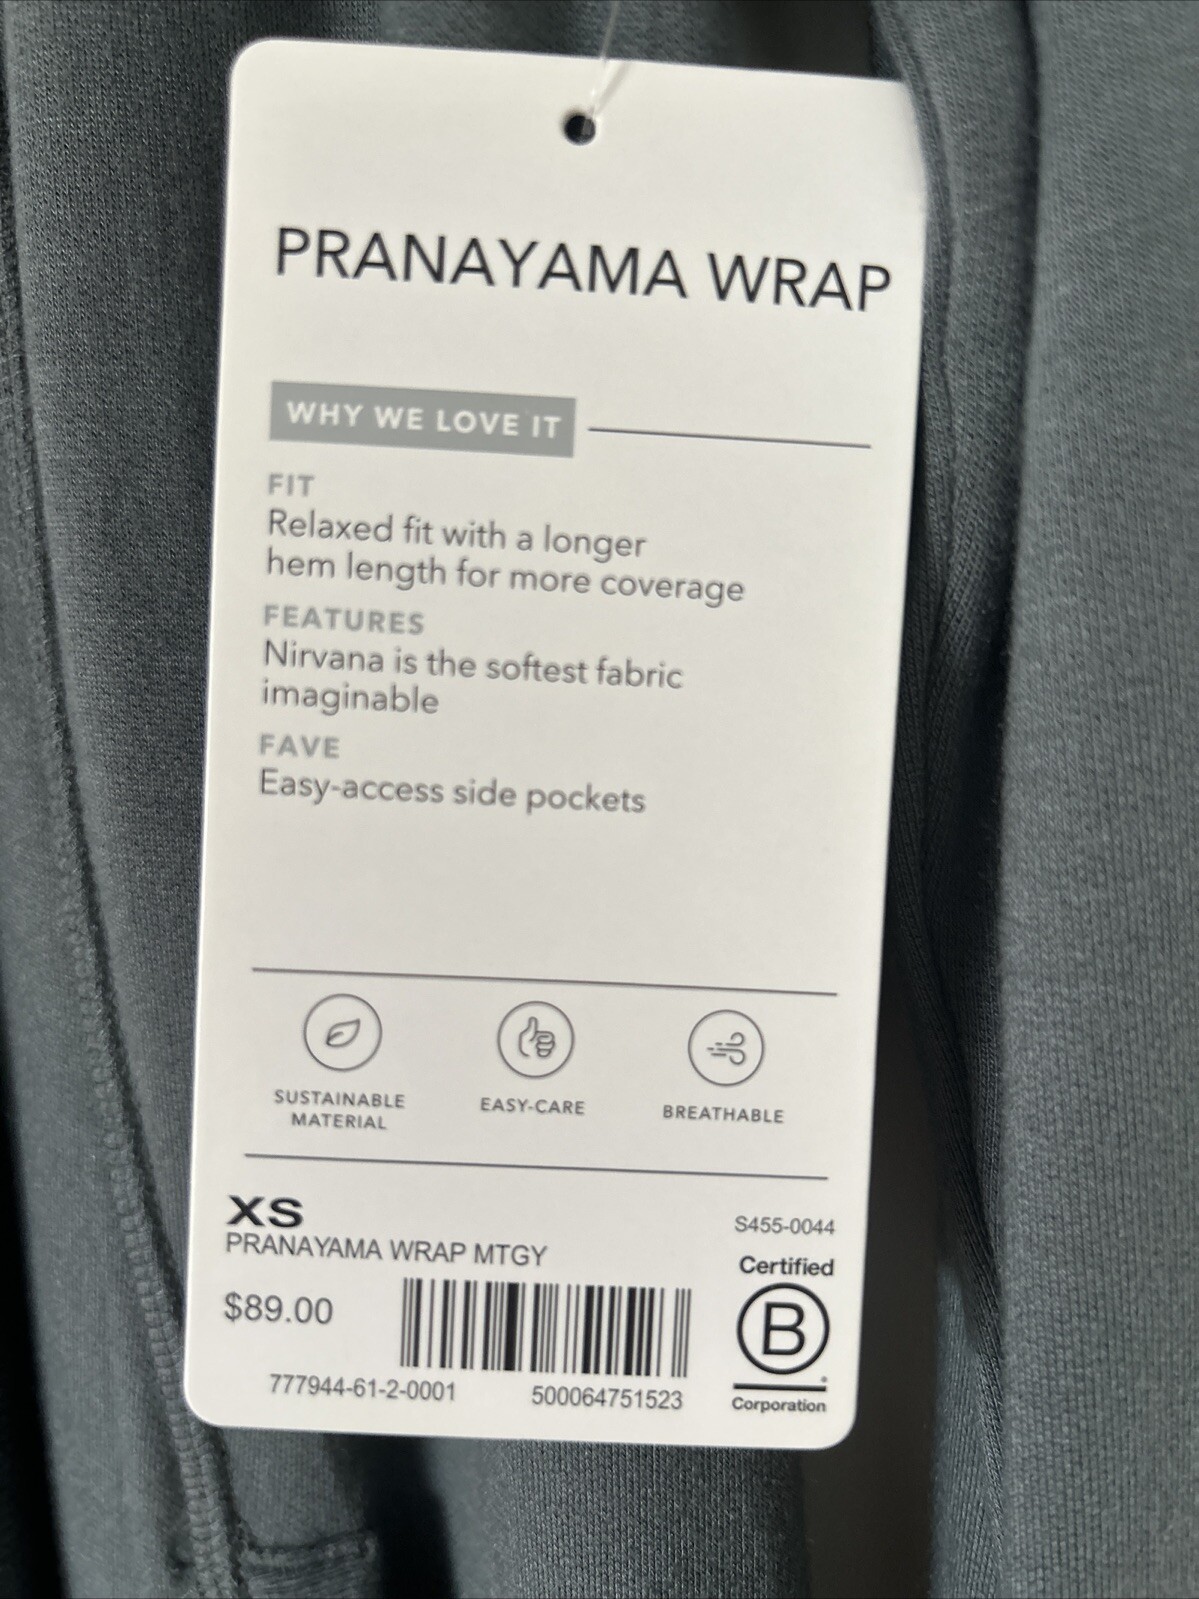 PRANAYAMA WRAP
WHY WE LOVE IT
FIT
Relaxed fit with a longer
hem length for more coverage
FEATURES
Nirvana is the softest fabric
imaginable
FAVE
Easy-access side pockets
SUSTAINABLE
MATERIAL
EASY-CARE
BREATHABLE
XS
PRANAYAMA WRAP MTGY
$89.00
777944-61-2-0001
500064751523
S455-0044
Certified
B
Corporation